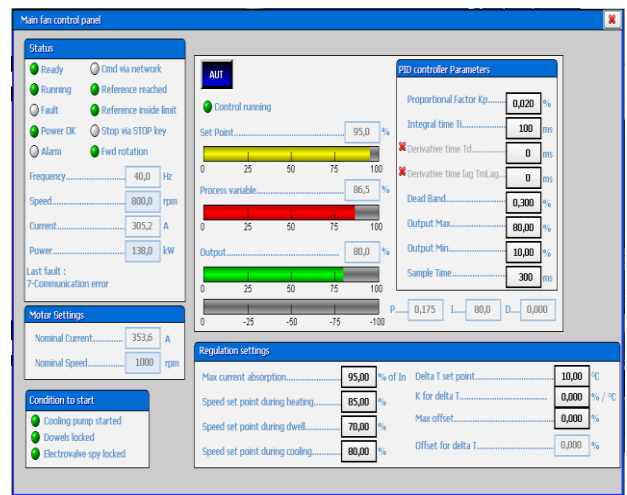 Main fan control panel
Status
Ready
Cmd via network
Running
Reference reached
Fault
Reference inside limit
Power OK
Stop via STOP key
Alarm
Fwd rotation
Frequency 40,0 Hz
Speed 800,0 rpm
Current 305,2 A
Power 138,0 kW
Last fault :
7-Communication error
Motor Settings
Nominal Current 353,6 A
Nominal Speed 1000 rpm
Condition to start
Cooling pump started
Dowels locked
Electrovalve spy locked
AUT
Control running
Set Point 95,0 %
0 25 50 75 100
Process variable 86,5 %
0 25 50 75 100
Output 80,0 %
0 25 50 75 100
0 -25 -50 -75 -100
PID controller Parameters
Proportional Factor Kp 0,020 %
Integral time Ti 100 ms
Derivative time Td 0 ms
Derivative time lag TmLag 0 ms
Dead Band 0,300 %
Output Max 80,00 %
Output Min 10,00 %
Sample Time 300 ms
P 0,175 I 80,0 D 0,000
Regulation settings
Max current absorption 95,00 % of In
Speed set point during heating 85,00 %
Speed set point during dwell 70,00 %
Speed set point during cooling 80,00 %
Delta T set point 10,00 °C
K for delta T 0,000 % / °C
Max offset 0,000 %
Offset for delta T 0,000 %